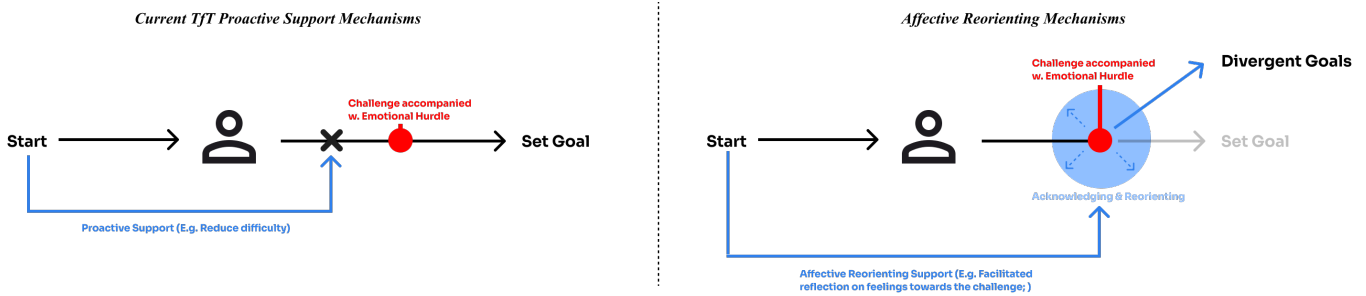 Current TfT Proactive Support Mechanisms
Challenge accompanied
w. Emotional Hurdle
Start
Set Goal
Proactive Support (E.g. Reduce difficulty)
Affective Reorienting Mechanisms
Challenge accompanied
w. Emotional Hurdle
Divergent Goals
Start
Set Goal
Acknowledging & Reorienting
Affective Reorienting Support (E.g. Facilitated
reflection on feelings towards the challenge; )